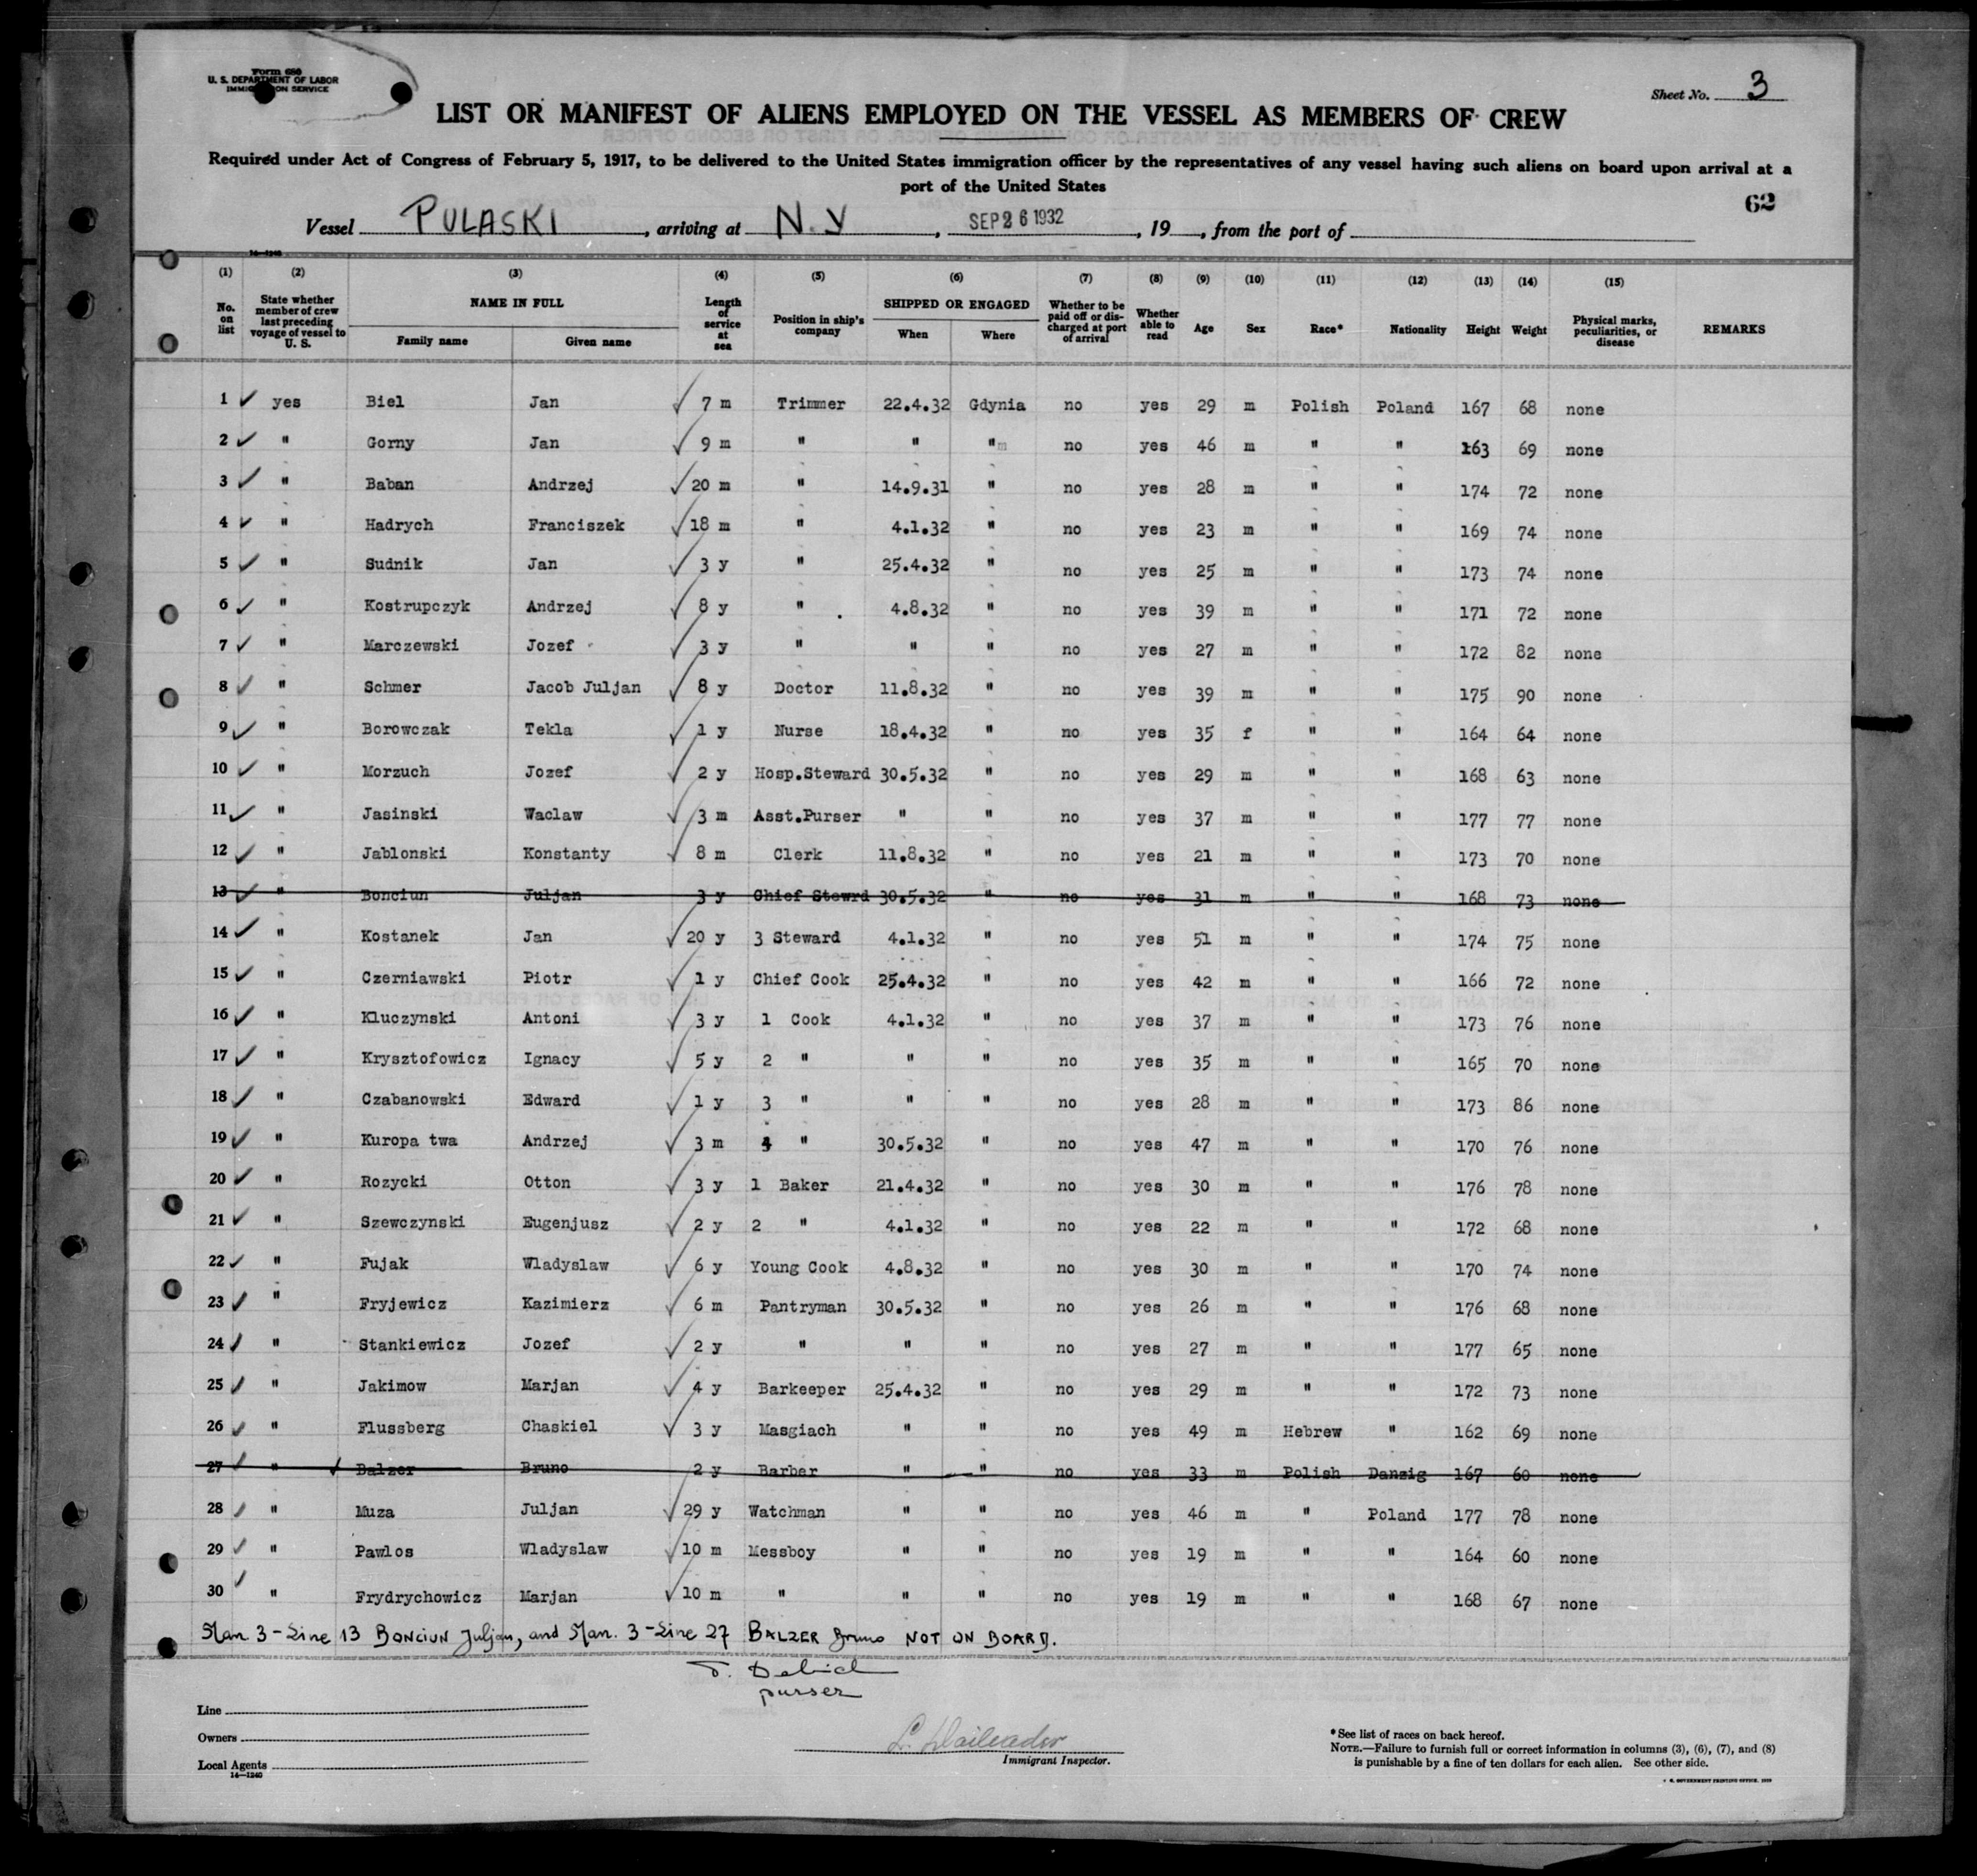 Form 680
U. S. DEPARTMENT OF LABOR
IMMIGRATION SERVICE
Sheet No. 3
LIST OR MANIFEST OF ALIENS EMPLOYED ON THE VESSEL AS MEMBERS OF CREW
Required under Act of Congress of February 5, 1917, to be delivered to the United States immigration officer by the representatives of any vessel having such aliens on board upon arrival at a
port of the United States
62
Vessel PULASKI, arriving at N.Y, SEP 26 1932, 19 , from the port of
14—1240
(1) (2) (3) (4) (5) (6) (7) (8) (9) (10) (11) (12) (13) (14) (15)
No. on list State whether member of crew last preceding voyage of vessel to U. S. NAME IN FULL Family name Given name Length of service at sea Position in ship's company SHIPPED OR ENGAGED When Where Whether to be paid off or discharged at port of arrival Whether able to read Age Sex Race* Nationality Height Weight Physical marks, peculiarities, or disease REMARKS
1 yes Biel Jan 7 m Trimmer 22.4.32 Gdynia no yes 29 m Polish Poland 167 68 none
2 " Gorny Jan 9 m " " " no yes 46 m " " 163 69 none
3 " Baban Andrzej 20 m " 14.9.31 " no yes 28 m " " 174 72 none
4 " Hadrych Franciszek 18 m " 4.1.32 " no yes 23 m " " 169 74 none
5 " Sudnik Jan 3 y " 25.4.32 " no yes 25 m " " 173 74 none
6 " Kostrupczyk Andrzej 8 y " 4.8.32 " no yes 39 m " " 171 72 none
7 " Marczewski Jozef 3 y " " " no yes 27 m " " 172 82 none
8 " Schmer Jacob Juljan 8 y Doctor 11.8.32 " no yes 39 m " " 175 90 none
9 " Borowczak Tekla 1 y Nurse 18.4.32 " no yes 35 f " " 164 64 none
10 " Morzuch Jozef 2 y Hosp.Steward 30.5.32 " no yes 29 m " " 168 63 none
11 " Jasinski Waclaw 3 m Asst.Purser " " no yes 37 m " " 177 77 none
12 " Jablonski Konstanty 8 m Clerk 11.8.32 " no yes 21 m " " 173 70 none
13 " Bonciun Juljan 3 y Chief Stewrd 30.5.32 " no yes 31 m " " 168 73 none
14 " Kostanek Jan 20 y 3 Steward 4.1.32 " no yes 51 m " " 174 75 none
15 " Czerniawski Piotr 1 y Chief Cook 25.4.32 " no yes 42 m " " 166 72 none
16 " Kluczynski Antoni 3 y 1 Cook 4.1.32 " no yes 37 m " " 173 76 none
17 " Krysztofowicz Ignacy 5 y 2 " " " no yes 35 m " " 165 70 none
18 " Czabanowski Edward 1 y 3 " " " no yes 28 m " " 173 86 none
19 " Kuropa twa Andrzej 3 m 4 " 30.5.32 " no yes 47 m " " 170 76 none
20 " Rozycki Otton 3 y 1 Baker 21.4.32 " no yes 30 m " " 176 78 none
21 " Szewczynski Eugenjusz 2 y 2 " 4.1.32 " no yes 22 m " " 172 68 none
22 " Fujak Wladyslaw 6 y Young Cook 4.8.32 " no yes 30 m " " 170 74 none
23 " Fryjewicz Kazimierz 6 m Pantryman 30.5.32 " no yes 26 m " " 176 68 none
24 " Stankiewicz Jozef 2 y " " " no yes 27 m " " 177 65 none
25 " Jakimow Marjan 4 y Barkeeper 25.4.32 " no yes 29 m " " 172 73 none
26 " Flussberg Chaskiel 3 y Masgiach " " no yes 49 m Hebrew " 162 69 none
27 " Balzer Bruno 2 y Barber " " no yes 33 m Polish Danzig 167 60 none
28 " Muza Juljan 29 y Watchman " " no yes 46 m " Poland 177 78 none
29 " Pawlos Wladyslaw 10 m Messboy " " no yes 19 m " " 164 60 none
30 " Frydrychowicz Marjan 10 m " " " no yes 19 m " " 168 67 none
Man 3-Line 13 BONCIUN Juljan, and Man. 3-Line 27 BALZER Bruno NOT ON BOARD.
purser
Line
Owners
Local Agents
14—1240
Immigrant Inspector.
*See list of races on back hereof.
NOTE.—Failure to furnish full or correct information in columns (3), (6), (7), and (8)
is punishable by a fine of ten dollars for each alien. See other side.